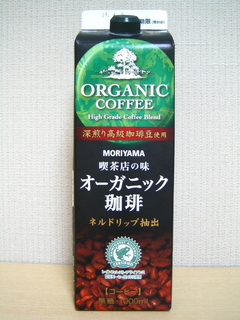 ORGANIC
COFFEE
High Grade Coffee Blend
深煎り高級珈琲豆使用
MORIYAMA
喫茶店の味
オーガニック
珈琲
ネルドリップ抽出
【コーヒー】
無糖 1000ml